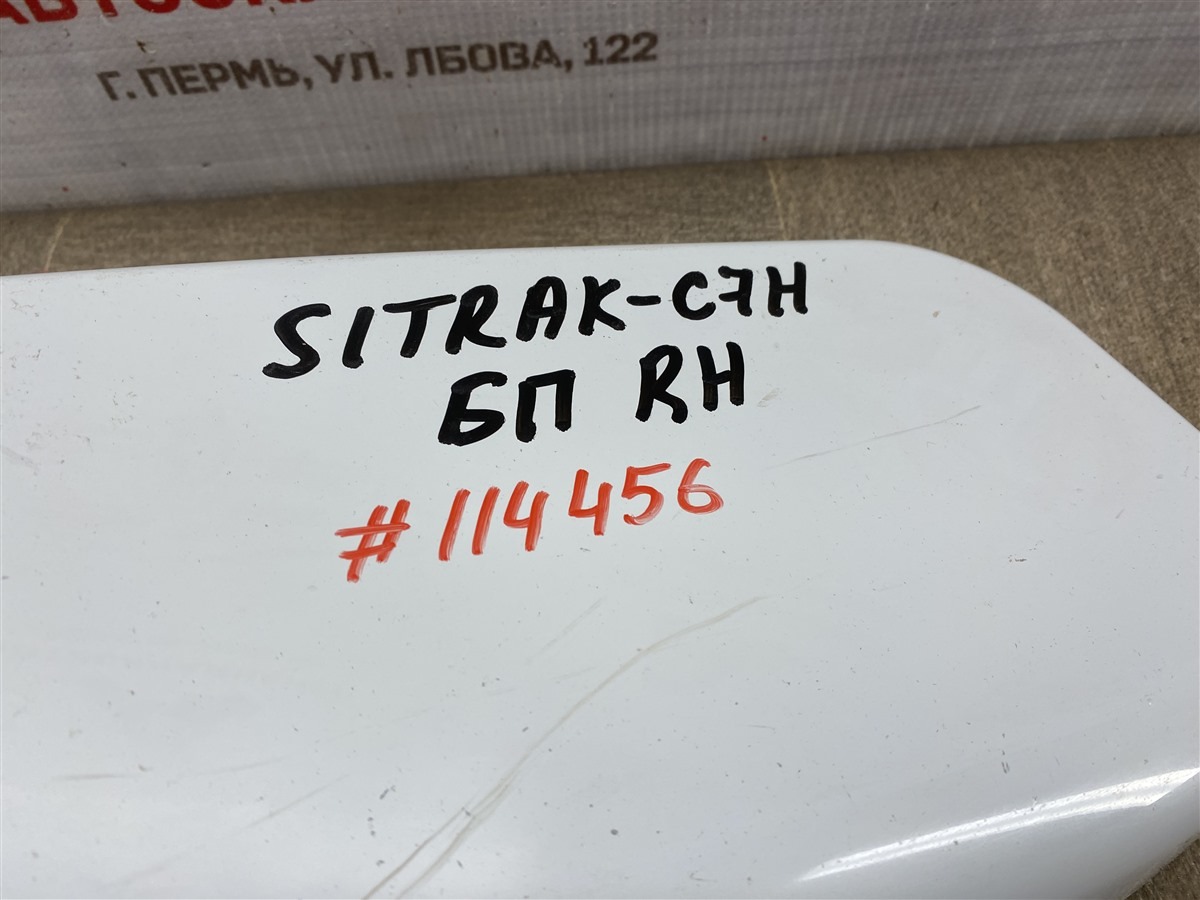 Г. ПЕРМЬ, УЛ. ЛБОВА, 122
SITRAK-C7H
БП RH
#114456